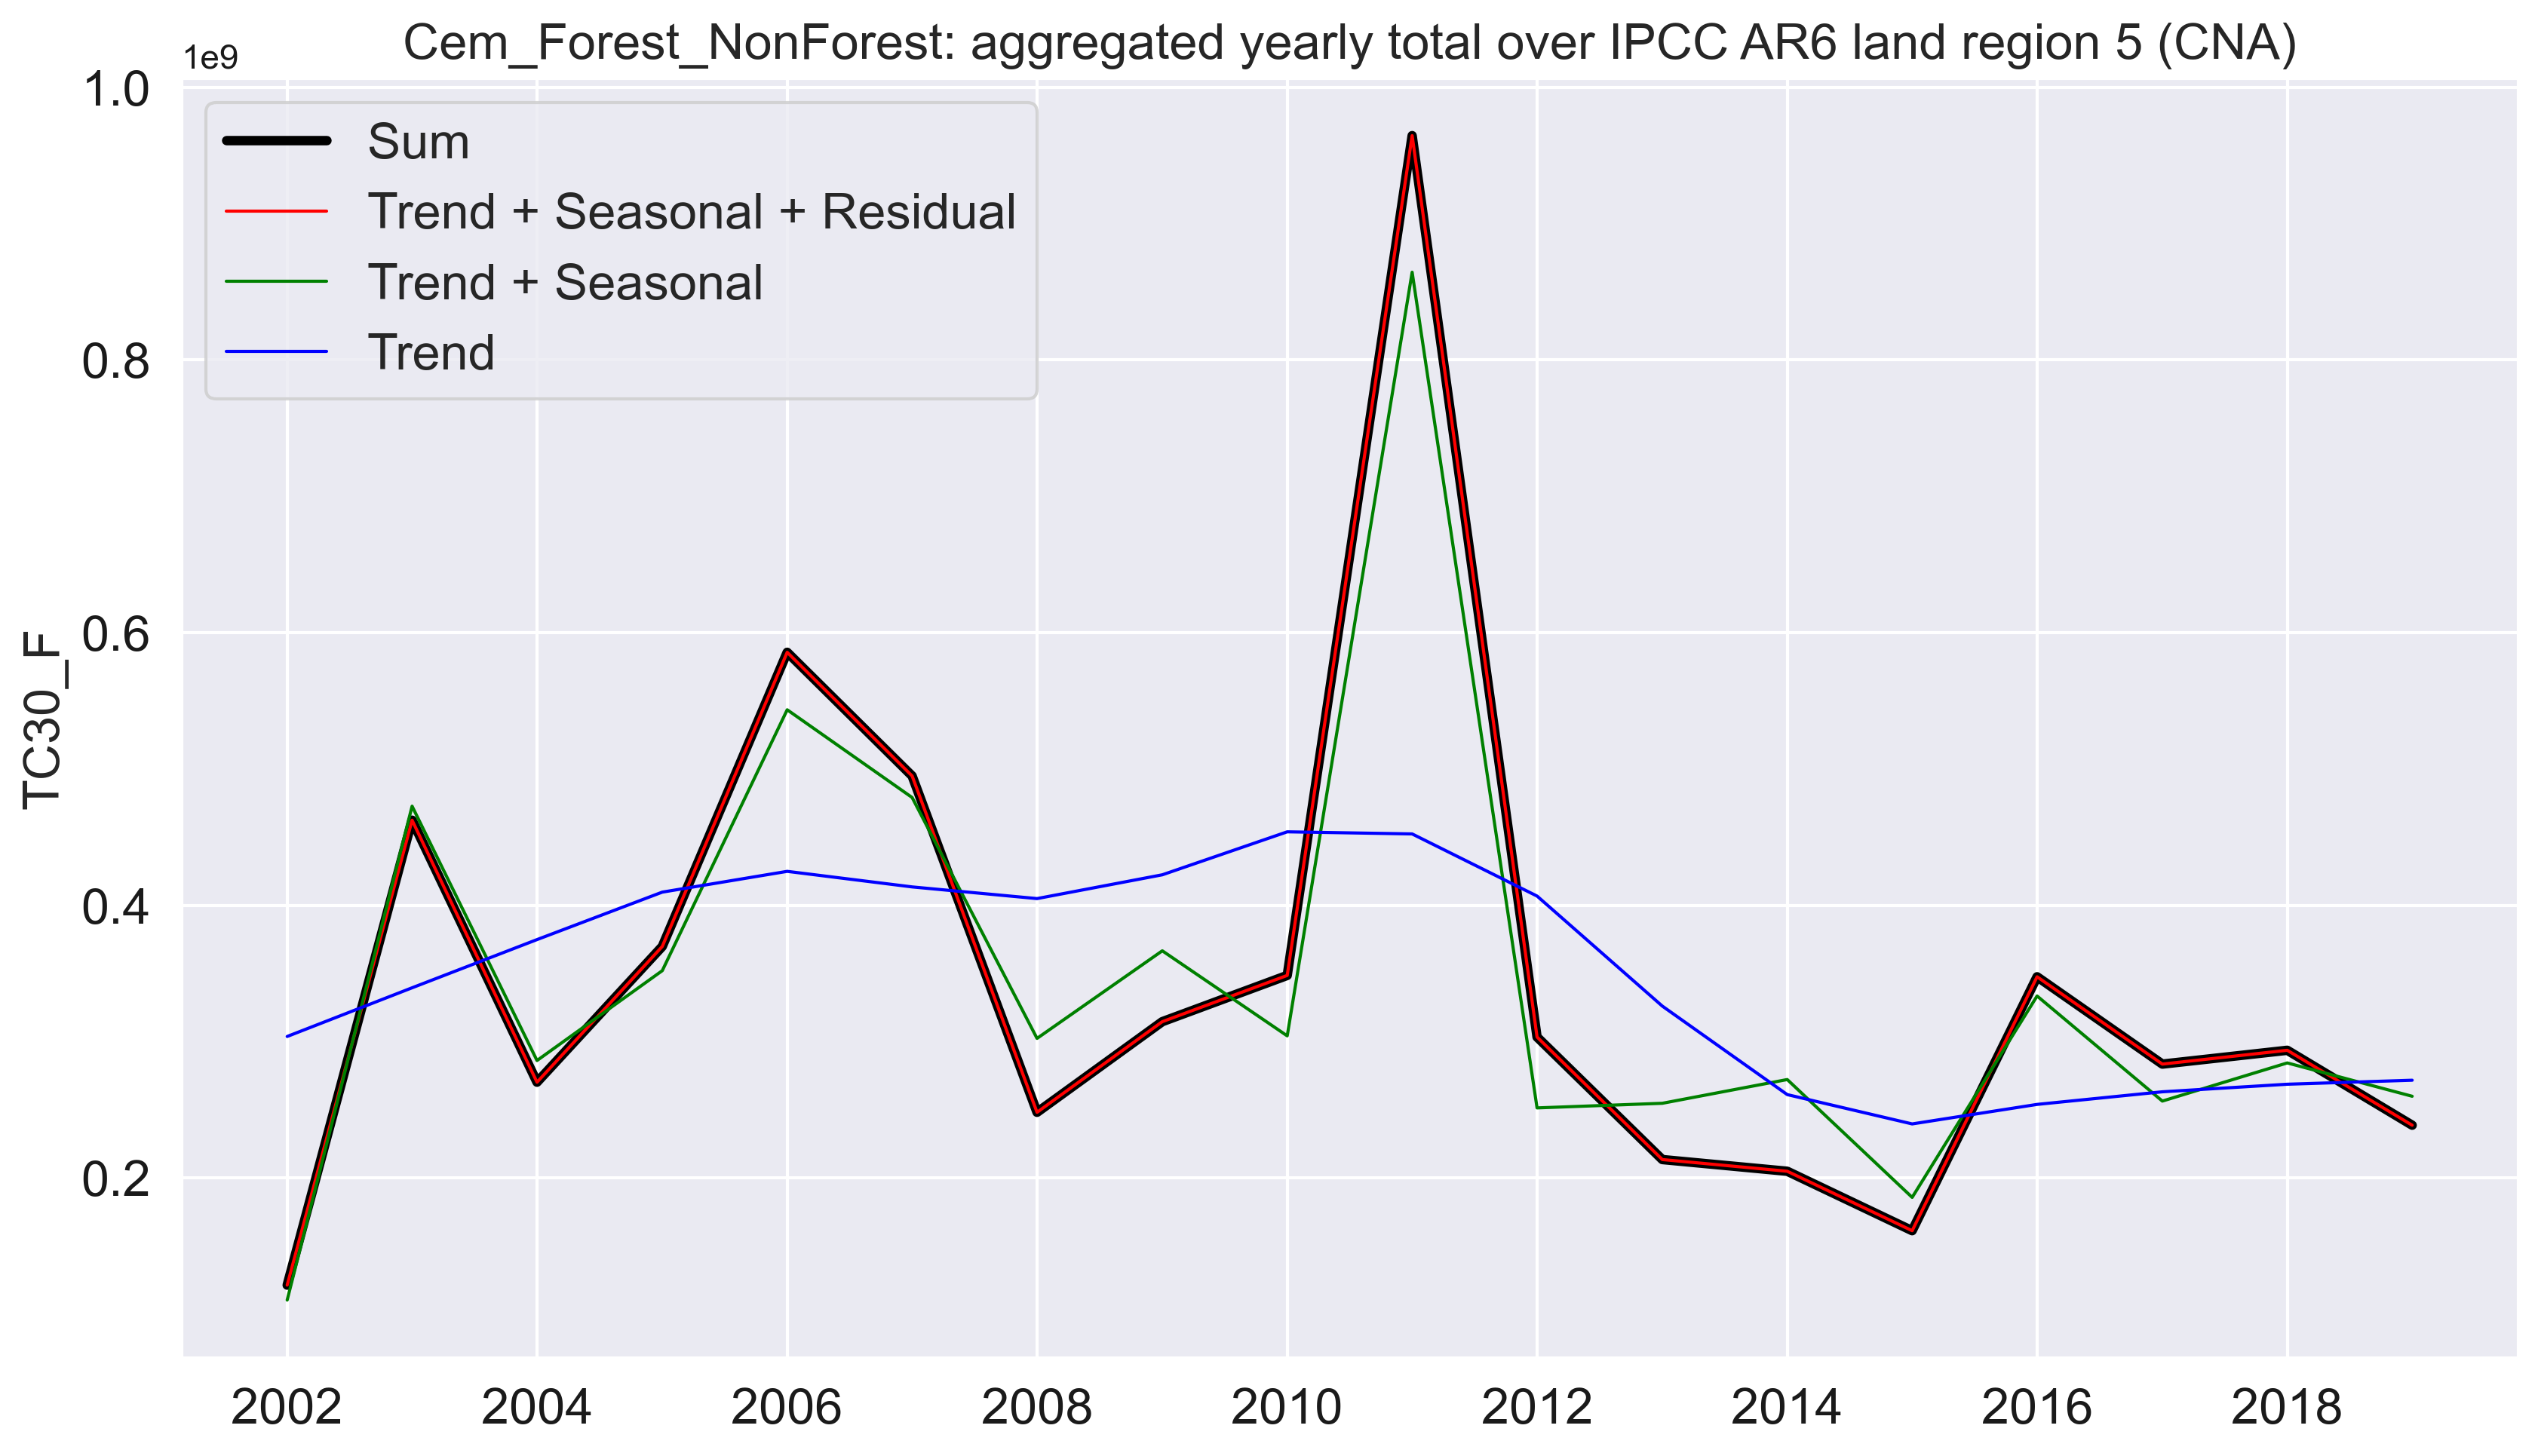 Cem_Forest_NonForest: aggregated yearly total over IPCC AR6 land region 5 (CNA)
1e9
1.0
0.8
0.6
0.4
0.2
TC30_F
Sum
Trend + Seasonal + Residual
Trend + Seasonal
Trend
2002 2004 2006 2008 2010 2012 2014 2016 2018